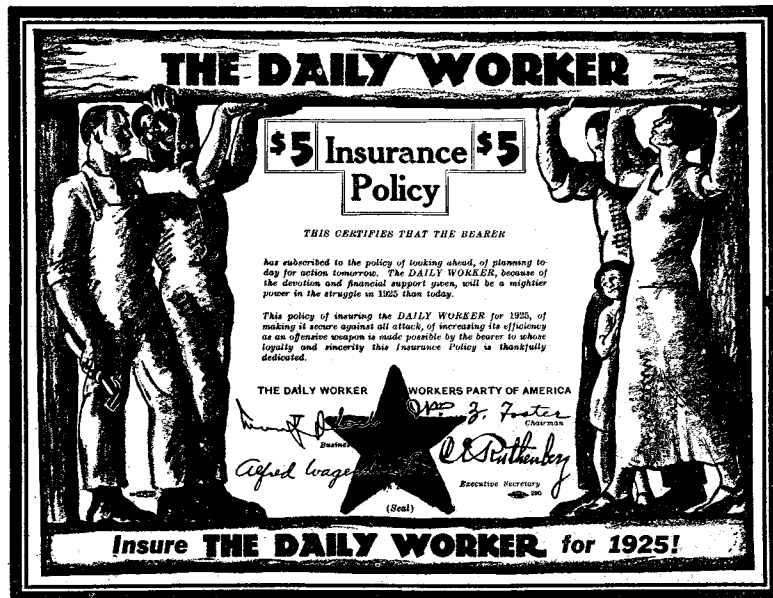 THE DAILY WORKER
$5 Insurance $5
Policy
THIS CERTIFIES THAT THE BEARER
has subscribed to the policy of looking ahead, of planning to-
day for action tomorrow. The DAILY WORKER, because of
the devotion and financial support given, will be a mightier
power in the struggle in 1925 than today.
This policy of insuring the DAILY WORKER for 1925, of
making it secure against all attack, of increasing its efficiency
as an offensive weapon is made possible by the bearer to whose
loyalty and sincerity this Insurance Policy is thankfully
dedicated.
THE DAILY WORKER WORKERS PARTY OF AMERICA
Z. Foster
Chairman
Alfred C E Ruthenberg
Executive Secretary
290
(Seal)
Insure THE DAILY WORKER for 1925!